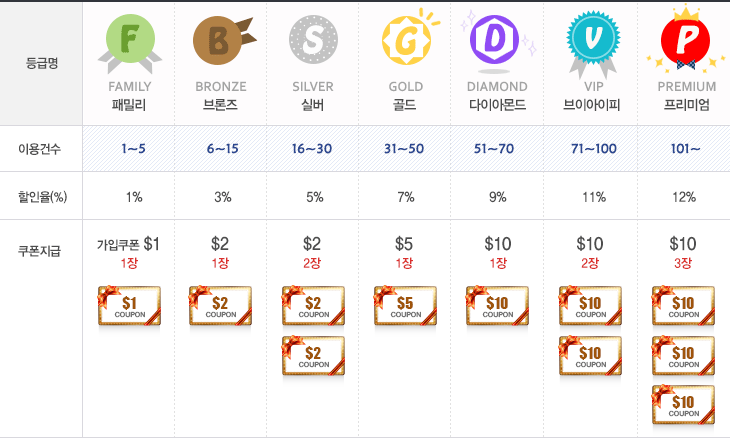 등급명
F
B
S
G
D
V
P
FAMILY BRONZE SILVER GOLD DIAMOND VIP PREMIUM
패밀리 브론즈 실버 골드 다이아몬드 브이아이피 프리미엄
이용건수 1~5 6~15 16~30 31~50 51~70 71~100 101~
할인율(%) 1% 3% 5% 7% 9% 11% 12%
쿠폰지급 가입쿠폰 $1 $2 $2 $5 $10 $10 $10
1장 1장 2장 1장 1장 2장 3장
$1 $2 $2 $5 $10 $10 $10
COUPON COUPON COUPON COUPON COUPON COUPON COUPON
$2 $10 $10
COUPON COUPON COUPON
$10
COUPON